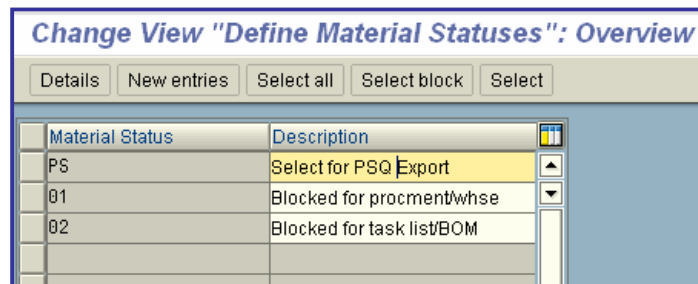 Change View "Define Material Statuses": Overview
Details New entries Select all Select block Select
Material Status Description
PS Select for PSQ Export
01 Blocked for procment/whse
02 Blocked for task list/BOM